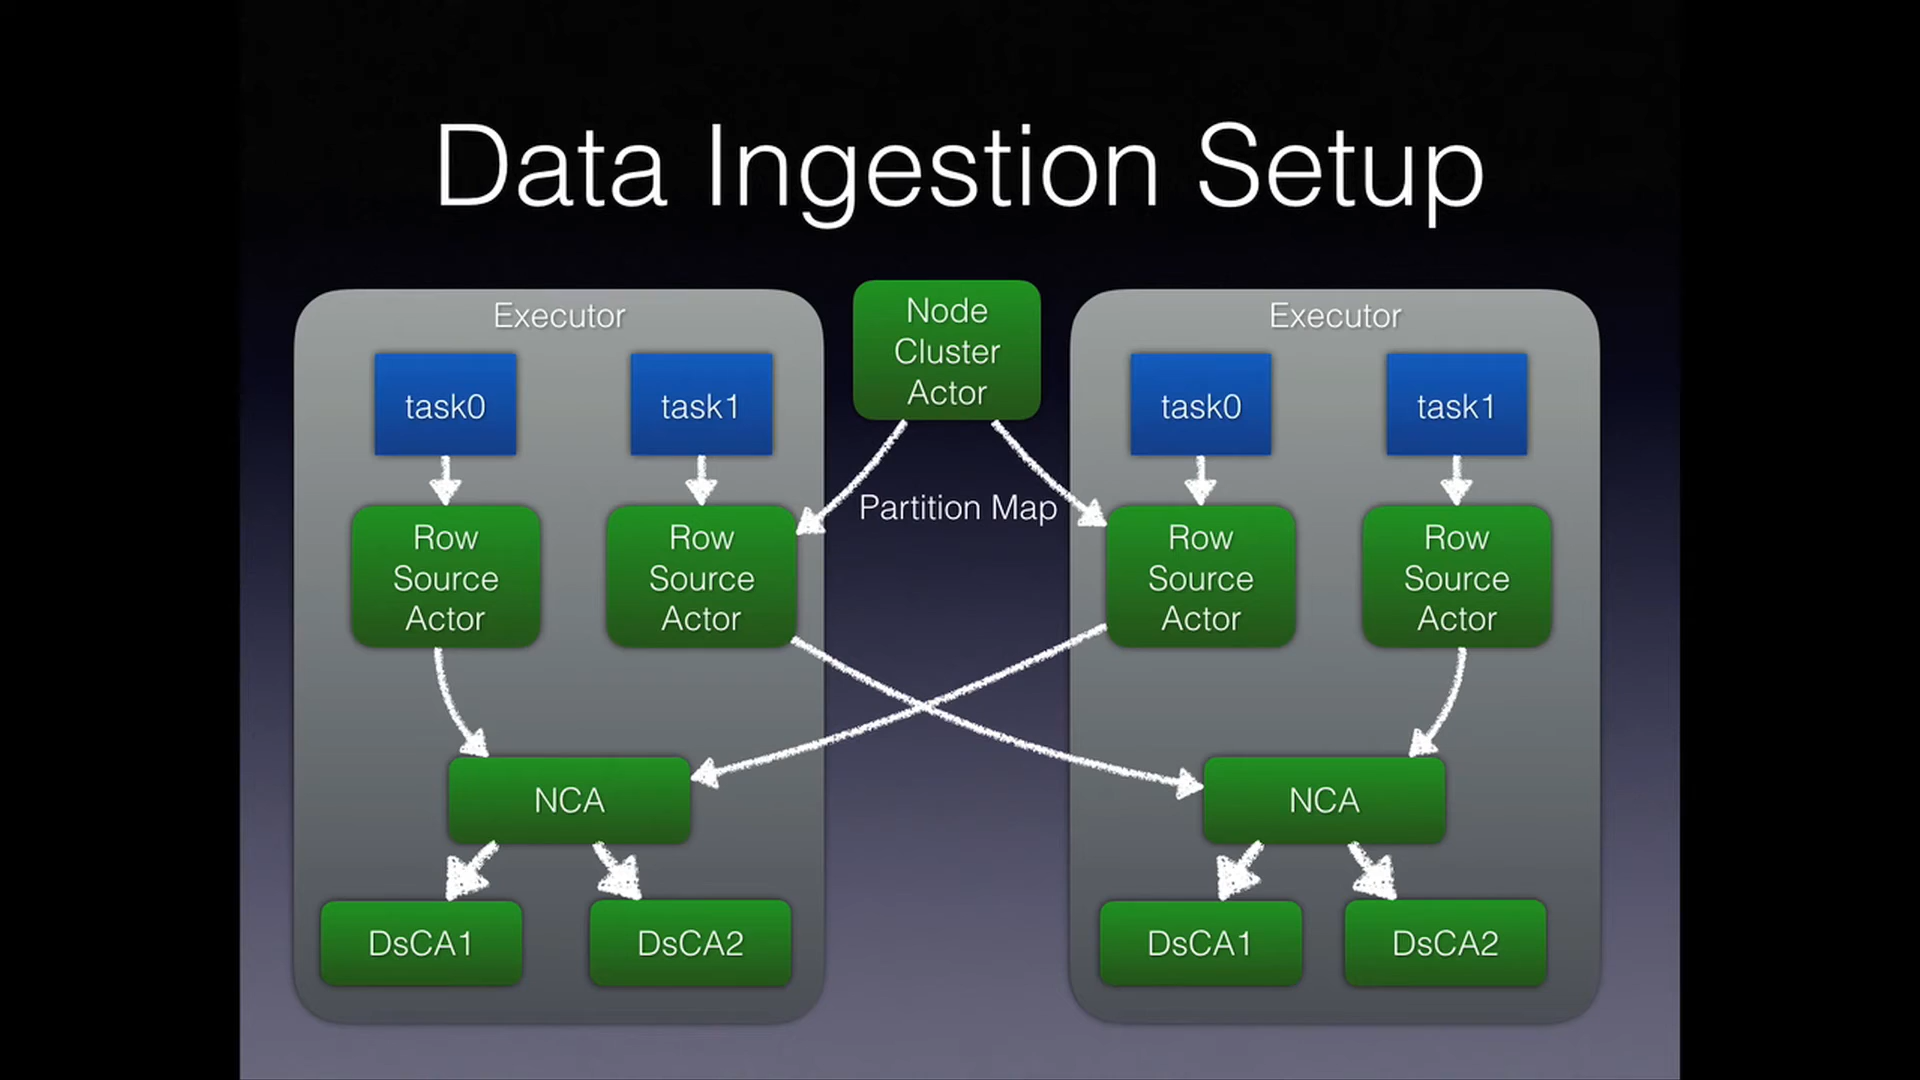 Data Ingestion Setup
Executor
task0
task1
Row
Source
Actor
Row
Source
Actor
NCA
DsCA1
DsCA2
Node
Cluster
Actor
Partition Map
Executor
task0
task1
Row
Source
Actor
Row
Source
Actor
NCA
DsCA1
DsCA2